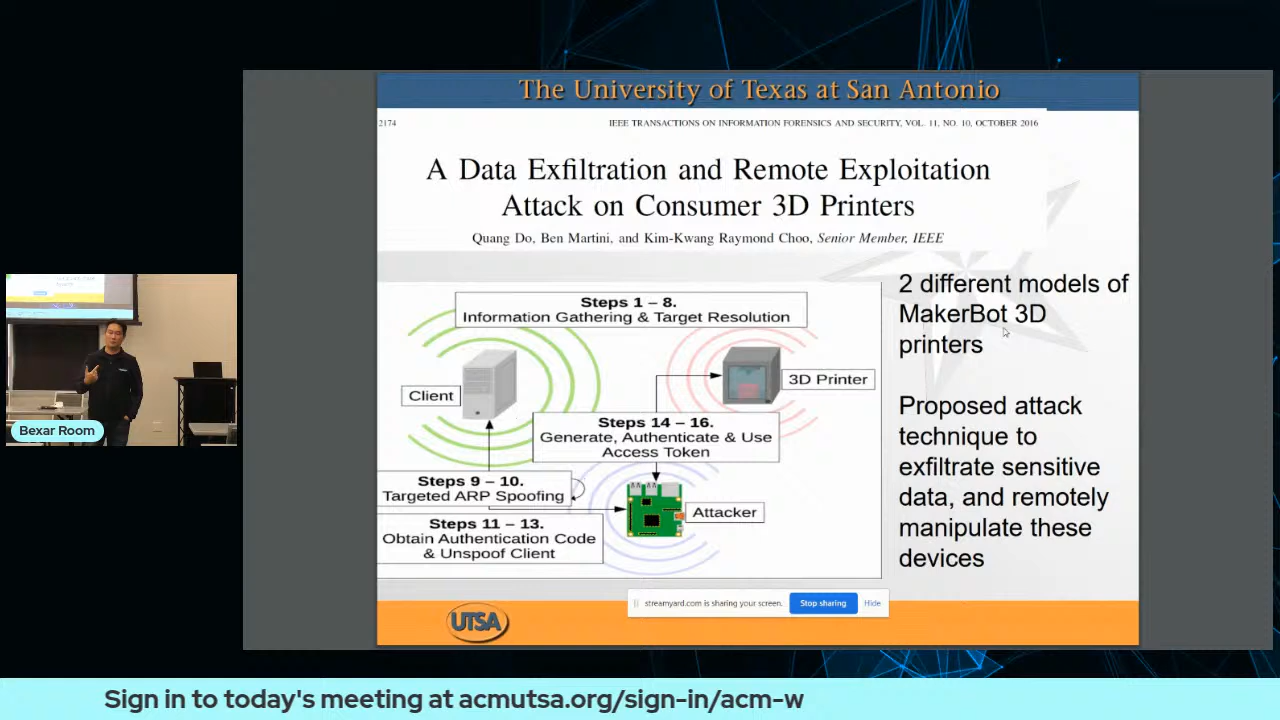 The University of Texas at San Antonio
2174
IEEE TRANSACTIONS ON INFORMATION FORENSICS AND SECURITY, VOL. 11, NO. 10, OCTOBER 2016
A Data Exfiltration and Remote Exploitation
Attack on Consumer 3D Printers
Quang Do, Ben Martini, and Kim-Kwang Raymond Choo, Senior Member, IEEE
Steps 1 – 8.
Information Gathering & Target Resolution
Client
3D Printer
Steps 14 – 16.
Generate, Authenticate & Use
Access Token
Steps 9 – 10.
Targeted ARP Spoofing
Attacker
Steps 11 – 13.
Obtain Authentication Code
& Unspoof Client
2 different models of
MakerBot 3D
printers
Proposed attack
technique to
exfiltrate sensitive
data, and remotely
manipulate these
devices
streamyard.com is sharing your screen.
Stop sharing
Hide
UTSA
Bexar Room
Sign in to today's meeting at acmutsa.org/sign-in/acm-w